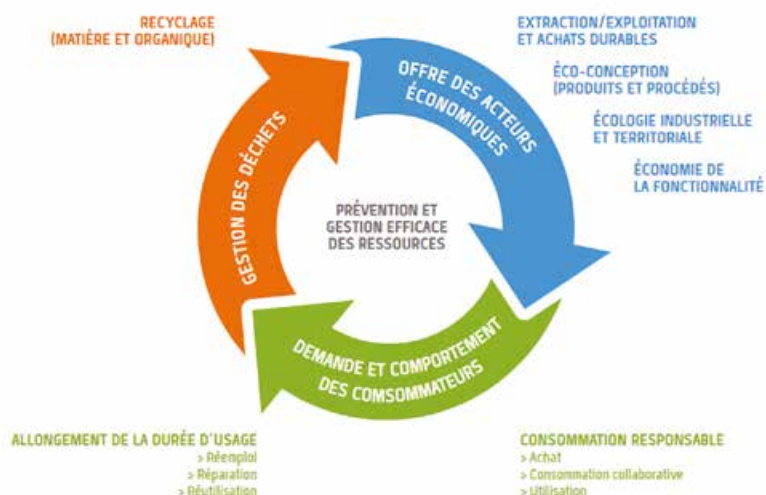 RECYCLAGE
(MATIÈRE ET ORGANIQUE)
EXTRACTION/EXPLOITATION
ET ACHATS DURABLES
ÉCO-CONCEPTION
(PRODUITS ET PROCÉDÉS)
ÉCOLOGIE INDUSTRIELLE
ET TERRITORIALE
ÉCONOMIE DE
LA FONCTIONNALITÉ
OFFRE DES ACTEURS
ÉCONOMIQUES
GESTION DES DÉCHETS
PRÉVENTION ET
GESTION EFFICACE
DES RESSOURCES
DEMANDE ET COMPORTEMENT
DES COMSOMMATEURS
ALLONGEMENT DE LA DURÉE D'USAGE
> Réemploi
> Réparation
> Réutilisation
CONSOMMATION RESPONSABLE
> Achat
> Consommation collaborative
> Utilisation